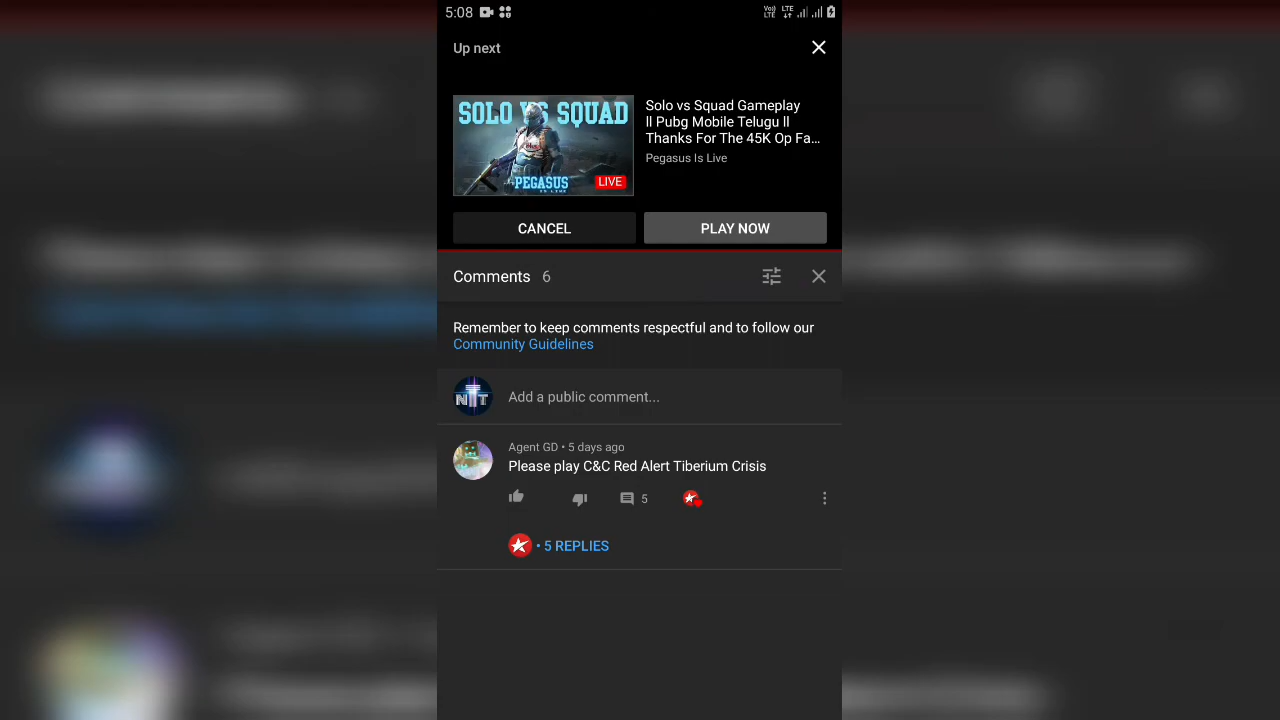 5:08
VoLTE LTE
Up next
SOLO VS SQUAD
PEGASUS
LIVE
Solo vs Squad Gameplay
ll Pubg Mobile Telugu ll
Thanks For The 45K Op Fa...
Pegasus Is Live
CANCEL
PLAY NOW
Comments 6
Remember to keep comments respectful and to follow our
Community Guidelines
NIT
Add a public comment...
Agent GD • 5 days ago
Please play C&C Red Alert Tiberium Crisis
5
• 5 REPLIES